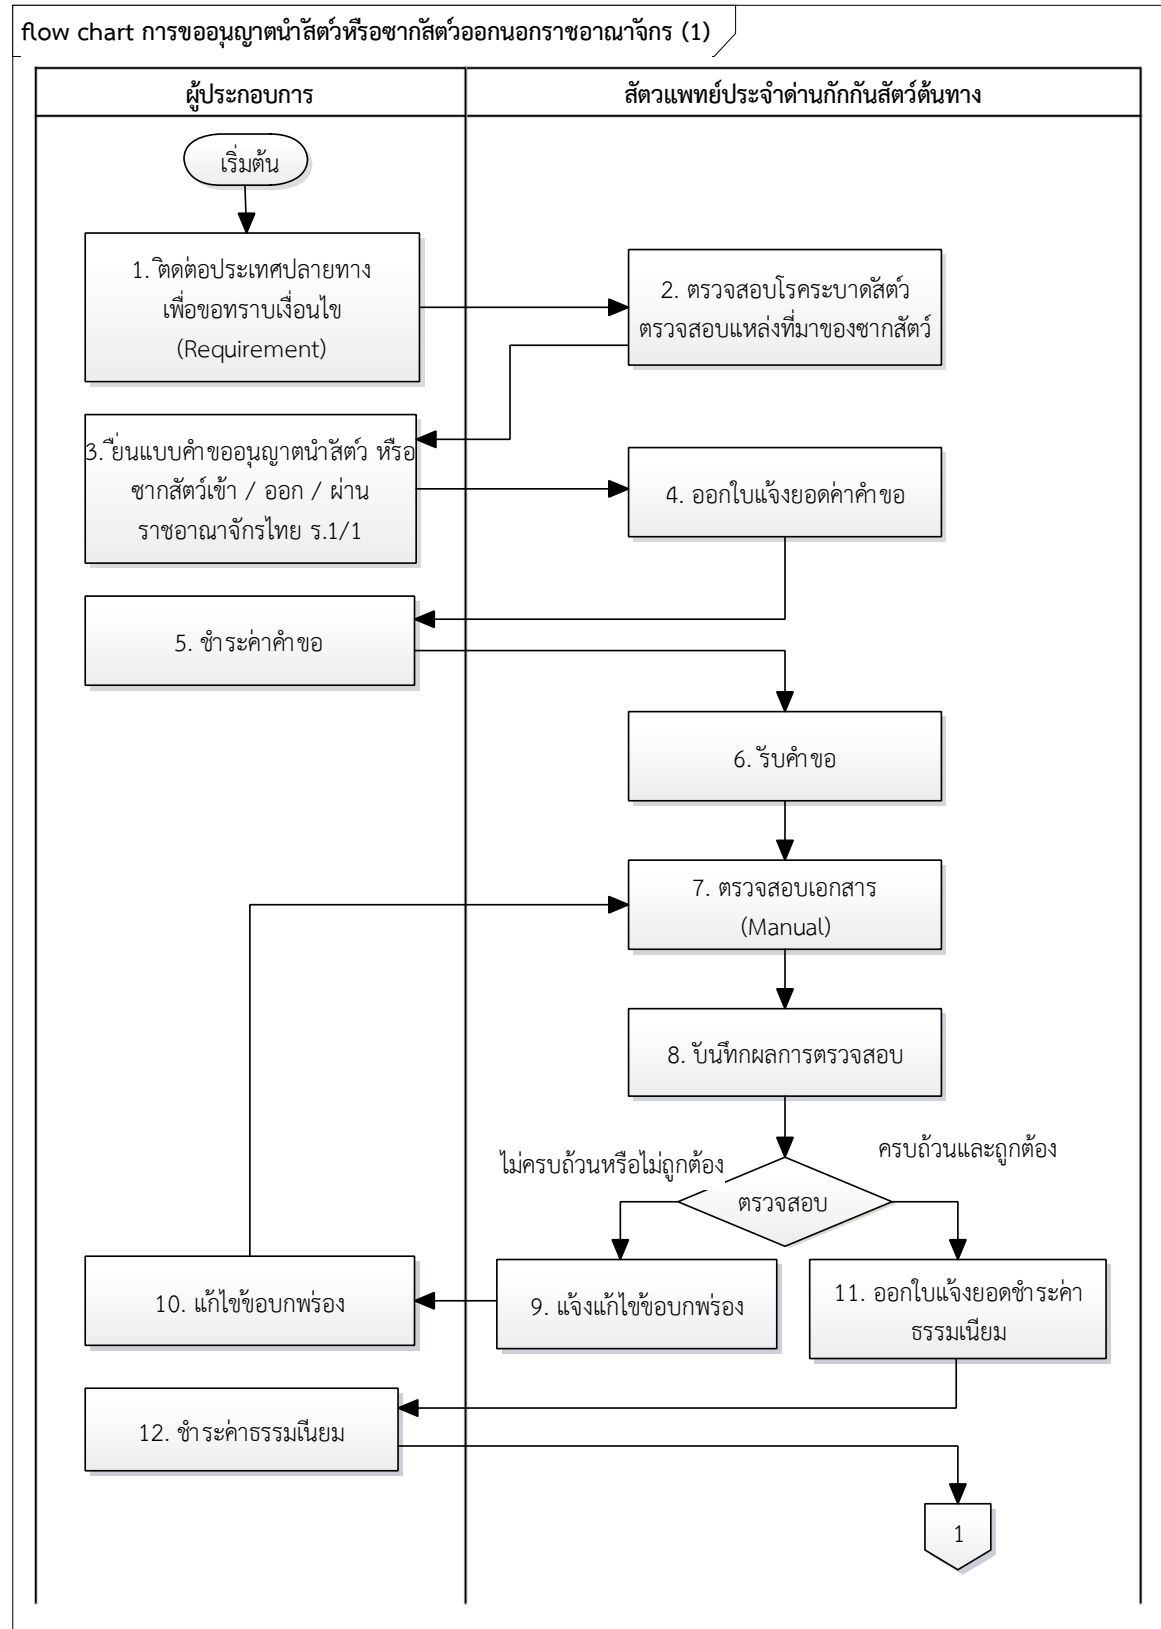 flow chart การขออนุญาตนำสัตว์หรือซากสัตว์ออกนอกราชอาณาจักร (1)
ผู้ประกอบการ
สัตวแพทย์ประจำด่านกักกันสัตว์ต้นทาง
เริ่มต้น
1. ติดต่อประเทศปลายทาง
เพื่อขอทราบเงื่อนไข
(Requirement)
2. ตรวจสอบโรคระบาดสัตว์
ตรวจสอบแหล่งที่มาของซากสัตว์
3. ยื่นแบบคำขออนุญาตนำสัตว์ หรือ
ซากสัตว์เข้า / ออก / ผ่าน
ราชอาณาจักรไทย ร.1/1
4. ออกใบแจ้งยอดค่าคำขอ
5. ชำระค่าคำขอ
6. รับคำขอ
7. ตรวจสอบเอกสาร
(Manual)
8. บันทึกผลการตรวจสอบ
ไม่ครบถ้วนหรือไม่ถูกต้อง
ครบถ้วนและถูกต้อง
ตรวจสอบ
10. แก้ไขข้อบกพร่อง
9. แจ้งแก้ไขข้อบกพร่อง
11. ออกใบแจ้งยอดชำระค่า
ธรรมเนียม
12. ชำระค่าธรรมเนียม
1